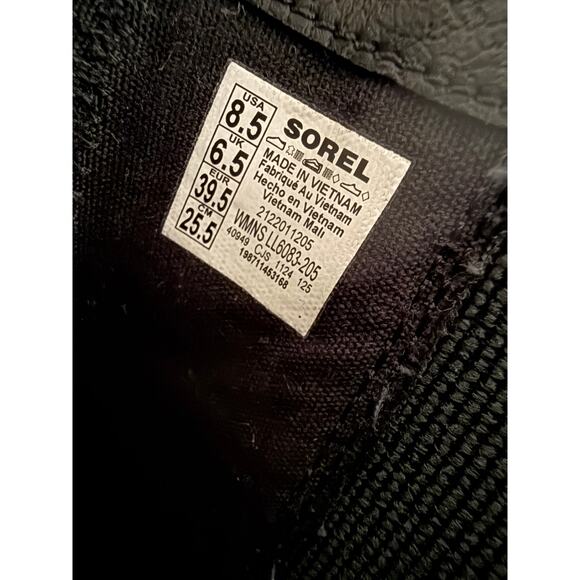 USA
8.5
UK
6.5
EUR
39.5
CM
25.5
SOREL
MADE IN VIETNAM
Fabriqué Au Vietnam
Hecho en Vietnam
Vietnam Malı
2122011205
WMNS LL6083-205
40949 CJS 1124 125
198711453168